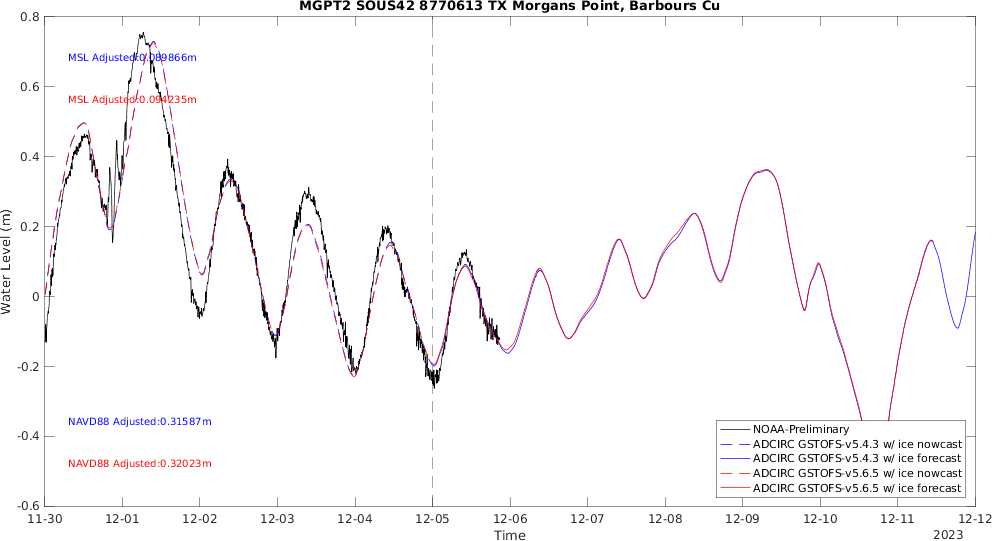 MGPT2 SOUS42 8770613 TX Morgans Point, Barbours Cu
0.8
0.6
0.4
0.2
0
-0.2
-0.4
-0.6
Water Level (m)
MSL Adjusted:0.089866m
MSL Adjusted:0.094235m
NAVD88 Adjusted:0.31587m
NAVD88 Adjusted:0.32023m
NOAA-Preliminary
ADCIRC GSTOFS-v5.4.3 w/ ice nowcast
ADCIRC GSTOFS-v5.4.3 w/ ice forecast
ADCIRC GSTOFS-v5.6.5 w/ ice nowcast
ADCIRC GSTOFS-v5.6.5 w/ ice forecast
11-30 12-01 12-02 12-03 12-04 12-05 12-06 12-07 12-08 12-09 12-10 12-11 12-12
Time
2023